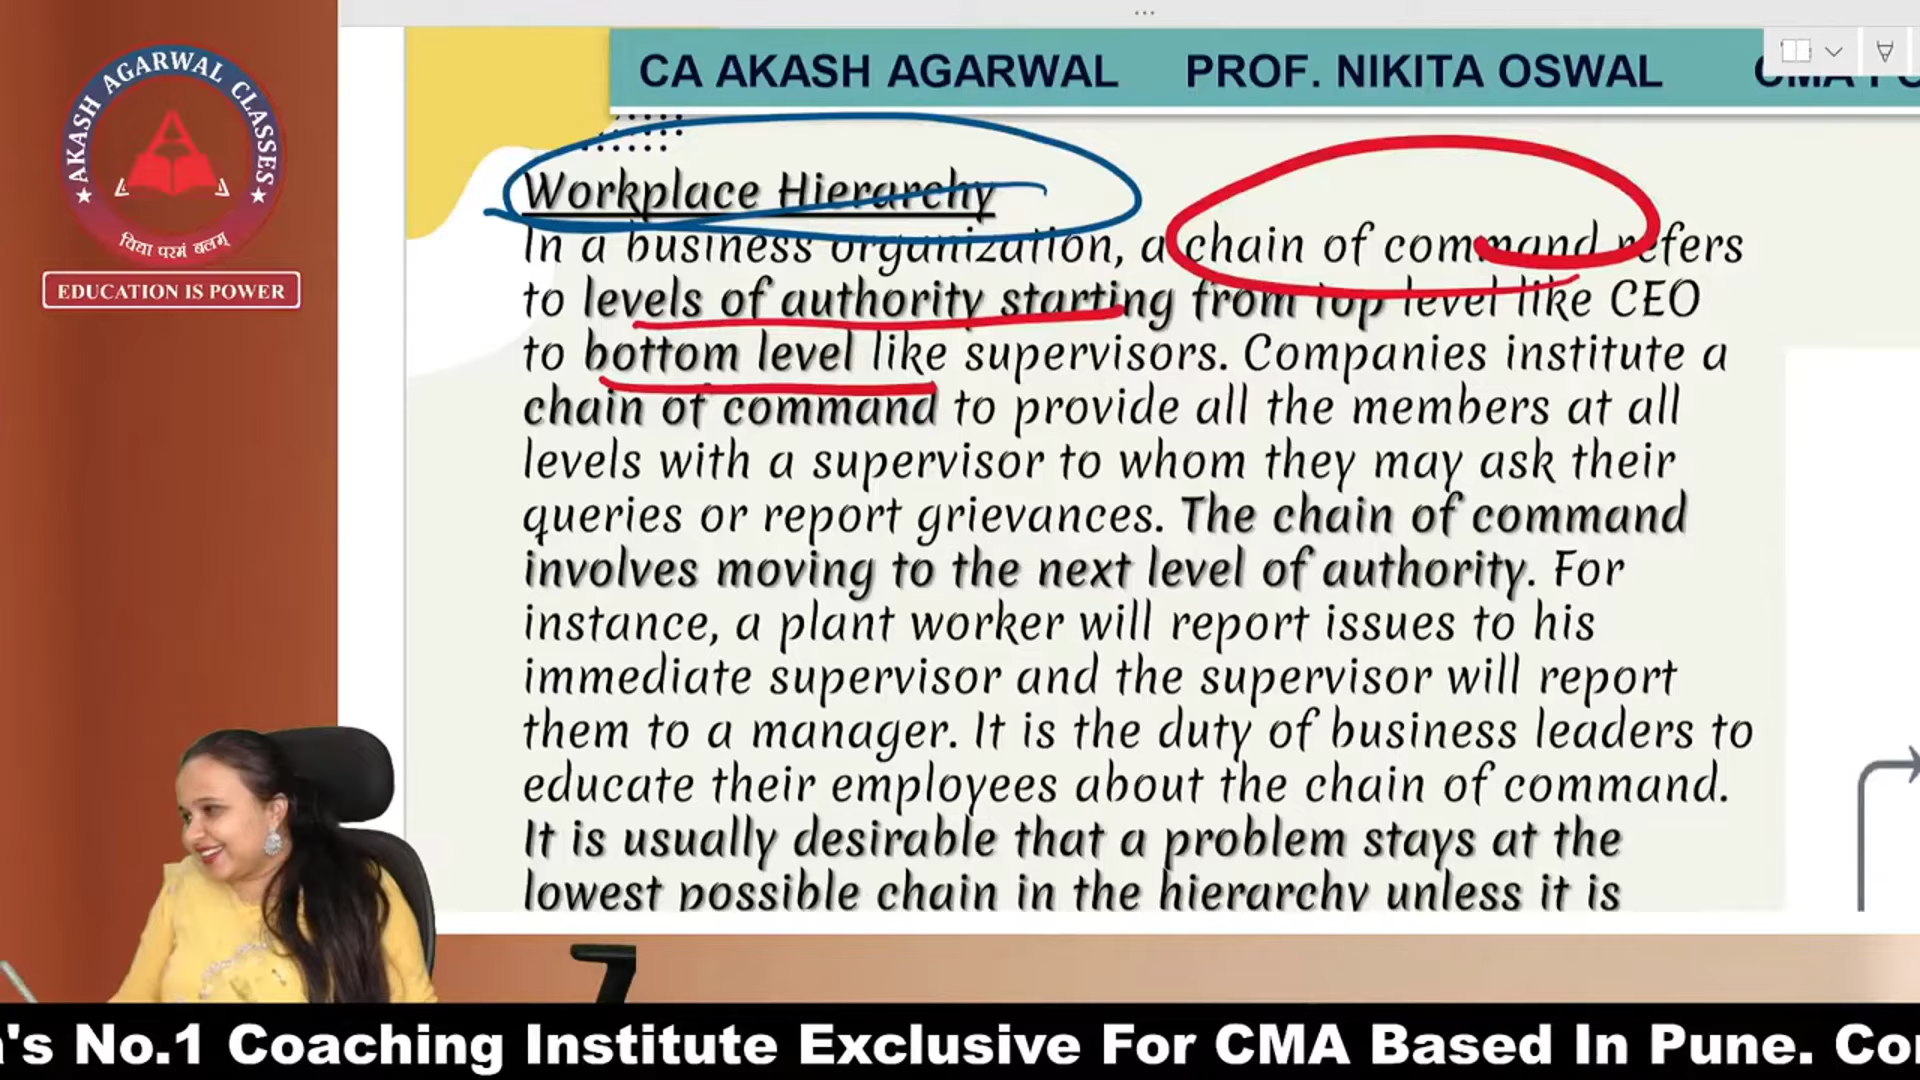 AKASH AGARWAL CLASSES
विद्या परमं बलम्
EDUCATION IS POWER
CA AKASH AGARWAL PROF. NIKITA OSWAL CMA
Workplace Hierarchy
In a business organization, a chain of command refers
to levels of authority starting from top level like CEO
to bottom level like supervisors. Companies institute a
chain of command to provide all the members at all
levels with a supervisor to whom they may ask their
queries or report grievances. The chain of command
involves moving to the next level of authority. For
instance, a plant worker will report issues to his
immediate supervisor and the supervisor will report
them to a manager. It is the duty of business leaders to
educate their employees about the chain of command.
It is usually desirable that a problem stays at the
lowest possible chain in the hierarchy unless it is
's No.1 Coaching Institute Exclusive For CMA Based In Pune.